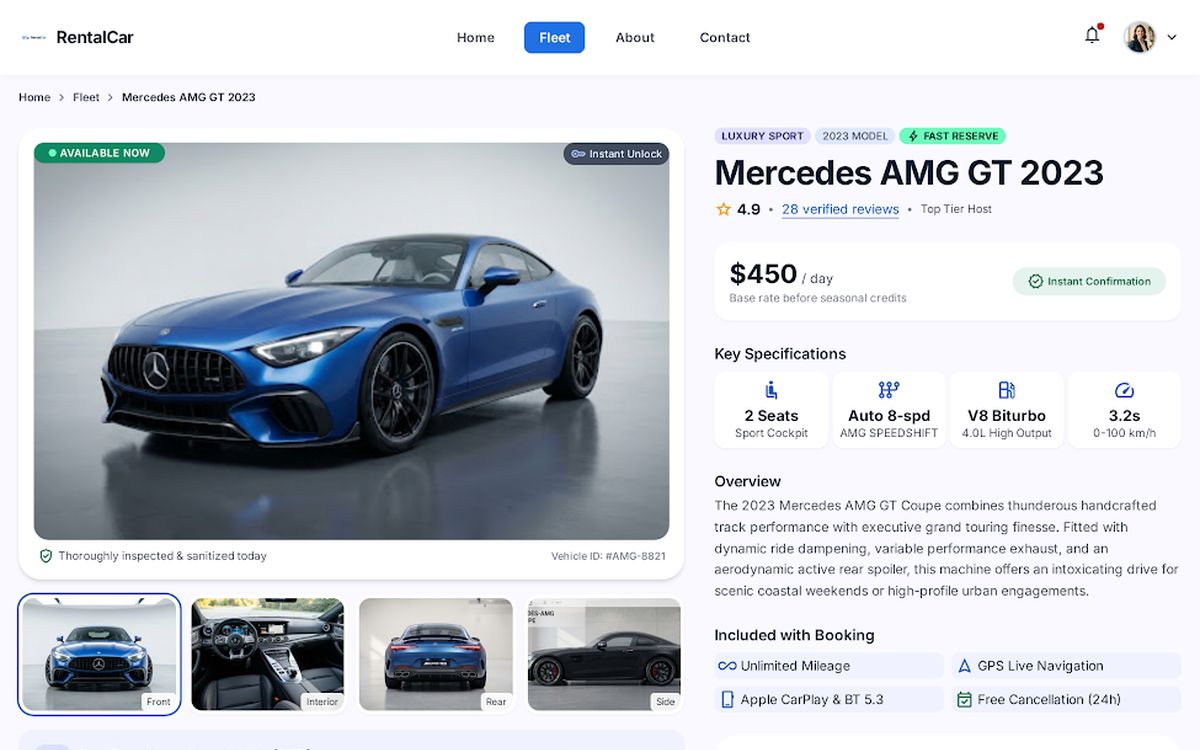 RentalCar
Home
Fleet
About
Contact
Home > Fleet > Mercedes AMG GT 2023
AVAILABLE NOW
Instant Unlock
Thoroughly inspected & sanitized today
Vehicle ID: #AMG-8821
Front
Interior
Rear
Side
LUXURY SPORT
2023 MODEL
FAST RESERVE
Mercedes AMG GT 2023
4.9 • 28 verified reviews • Top Tier Host
$450 / day
Base rate before seasonal credits
Instant Confirmation
Key Specifications
2 Seats
Sport Cockpit
Auto 8-spd
AMG SPEEDSHIFT
V8 Biturbo
4.0L High Output
3.2s
0-100 km/h
Overview
The 2023 Mercedes AMG GT Coupe combines thunderous handcrafted
track performance with executive grand touring finesse. Fitted with
dynamic ride dampening, variable performance exhaust, and an
aerodynamic active rear spoiler, this machine offers an intoxicating drive for
scenic coastal weekends or high-profile urban engagements.
Included with Booking
Unlimited Mileage
GPS Live Navigation
Apple CarPlay & BT 5.3
Free Cancellation (24h)